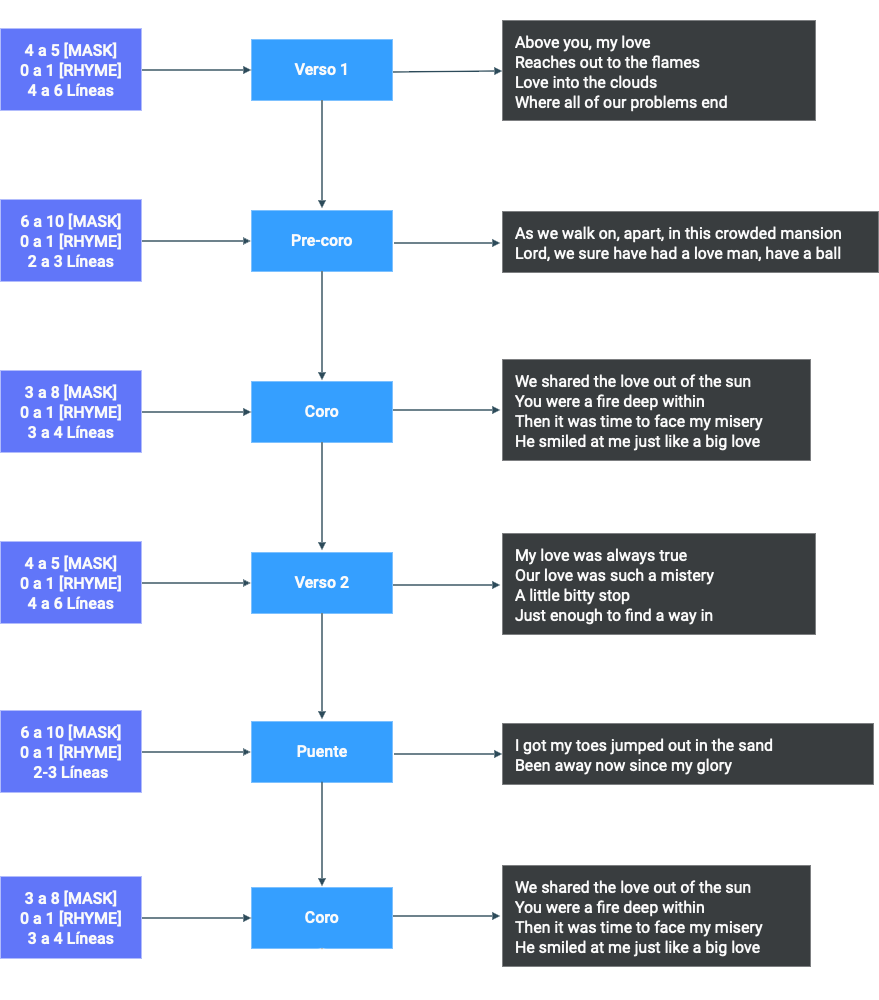 4 a 5 [MASK]
0 a 1 [RHYME]
4 a 6 Líneas
Verso 1
Above you, my love
Reaches out to the flames
Love into the clouds
Where all of our problems end
6 a 10 [MASK]
0 a 1 [RHYME]
2 a 3 Líneas
Pre-coro
As we walk on, apart, in this crowded mansion
Lord, we sure have had a love man, have a ball
3 a 8 [MASK]
0 a 1 [RHYME]
3 a 4 Líneas
Coro
We shared the love out of the sun
You were a fire deep within
Then it was time to face my misery
He smiled at me just like a big love
4 a 5 [MASK]
0 a 1 [RHYME]
4 a 6 Líneas
Verso 2
My love was always true
Our love was such a mistery
A little bitty stop
Just enough to find a way in
6 a 10 [MASK]
0 a 1 [RHYME]
2-3 Líneas
Puente
I got my toes jumped out in the sand
Been away now since my glory
3 a 8 [MASK]
0 a 1 [RHYME]
3 a 4 Líneas
Coro
We shared the love out of the sun
You were a fire deep within
Then it was time to face my misery
He smiled at me just like a big love